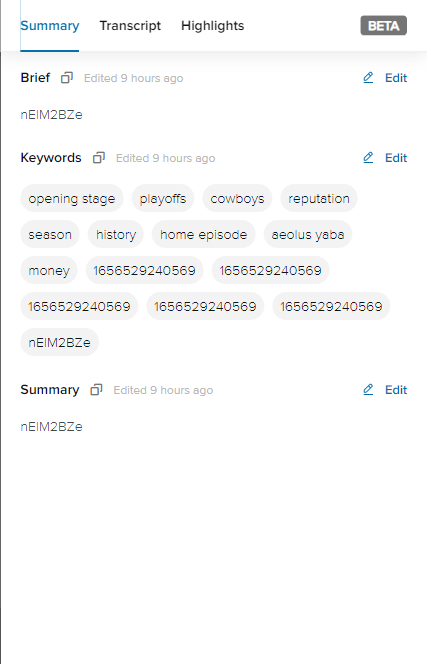 Summary Transcript Highlights BETA
Brief Edited 9 hours ago Edit
nEIM2BZe
Keywords Edited 9 hours ago Edit
opening stage playoffs cowboys reputation
season history home episode aeolus yaba
money 1656529240569 1656529240569
1656529240569 1656529240569 1656529240569
nEIM2BZe
Summary Edited 9 hours ago Edit
nEIM2BZe